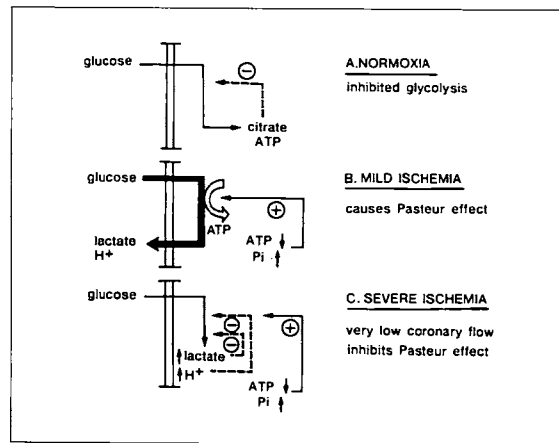 glucose
A.NORMOXIA
inhibited glycolysis
⊖
citrate
ATP
glucose
B. MILD ISCHEMIA
causes Pasteur effect
⊕
ATP
lactate
H+
ATP ↓
Pi ↑
glucose
C. SEVERE ISCHEMIA
very low coronary flow
inhibits Pasteur effect
⊖
⊖
⊕
↑ lactate
↑ H+
ATP ↓
Pi ↑